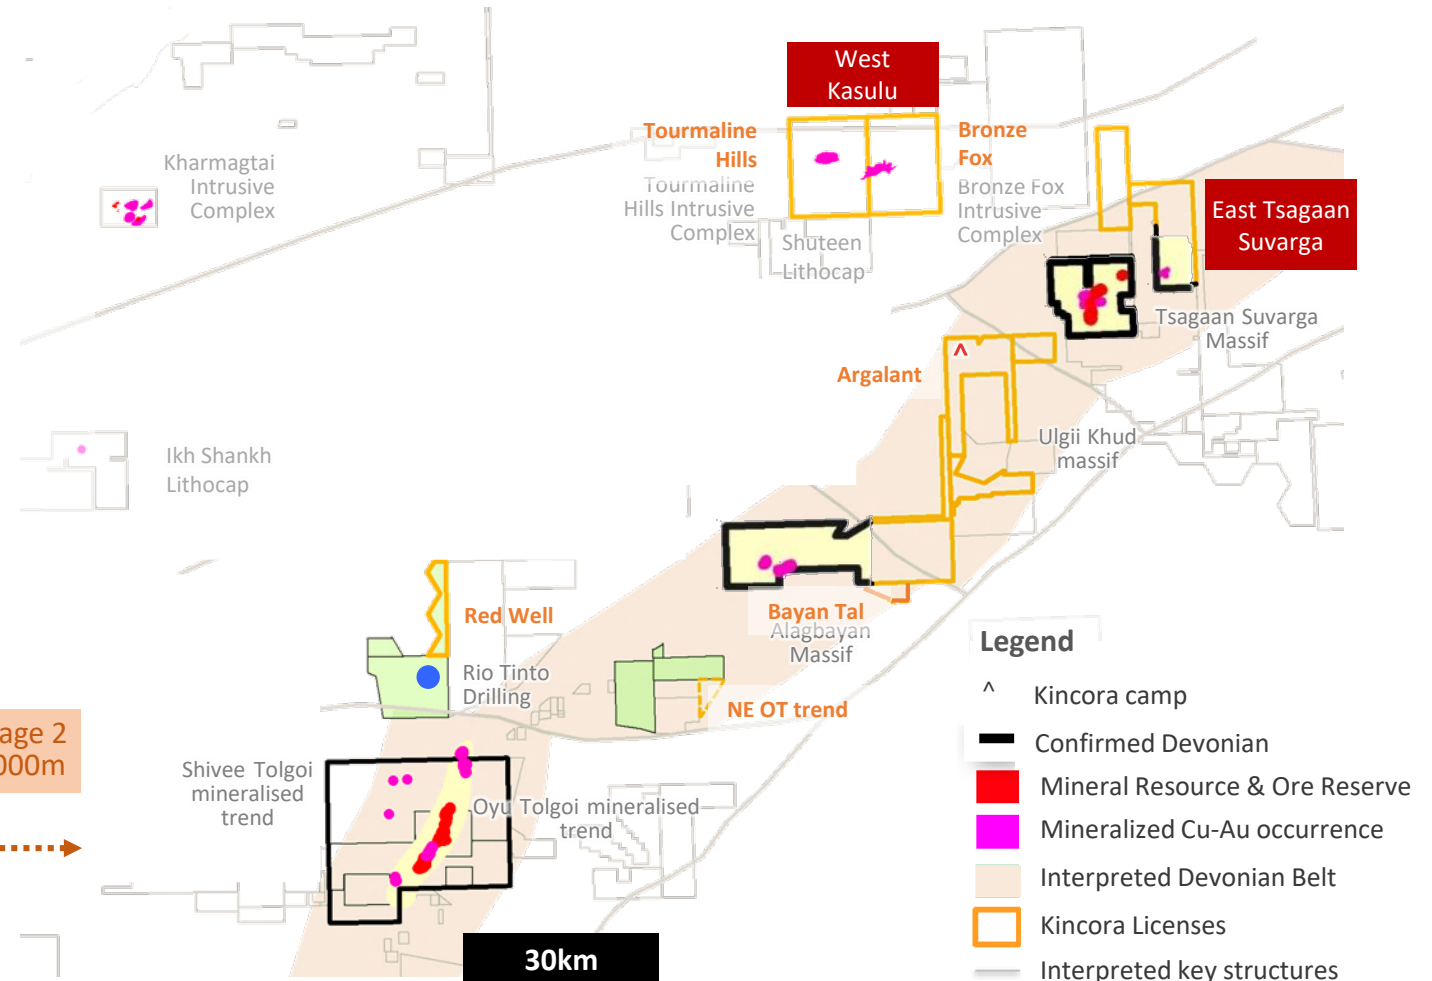 West
Kasulu
Tourmaline
Hills
Bronze
Fox
Kharmagtai
Intrusive
Complex
Tourmaline
Hills Intrusive
Complex
Bronze Fox
Intrusive
Complex
Shuteen
Lithocap
East Tsagaan
Suvarga
Tsagaan Suvarga
Massif
Argalant
^
Ulgii Khud
massif
Ikh Shankh
Lithocap
Red Well
Bayan Tal
Alagbayan
Massif
Rio Tinto
Drilling
NE OT trend
age 2
000m
Shivee Tolgoi
mineralised
trend
Oyu Tolgoi mineralised
trend
30km
Legend
^ Kincora camp
Confirmed Devonian
Mineral Resource & Ore Reserve
Mineralized Cu-Au occurrence
Interpreted Devonian Belt
Kincora Licenses
Interpreted key structures